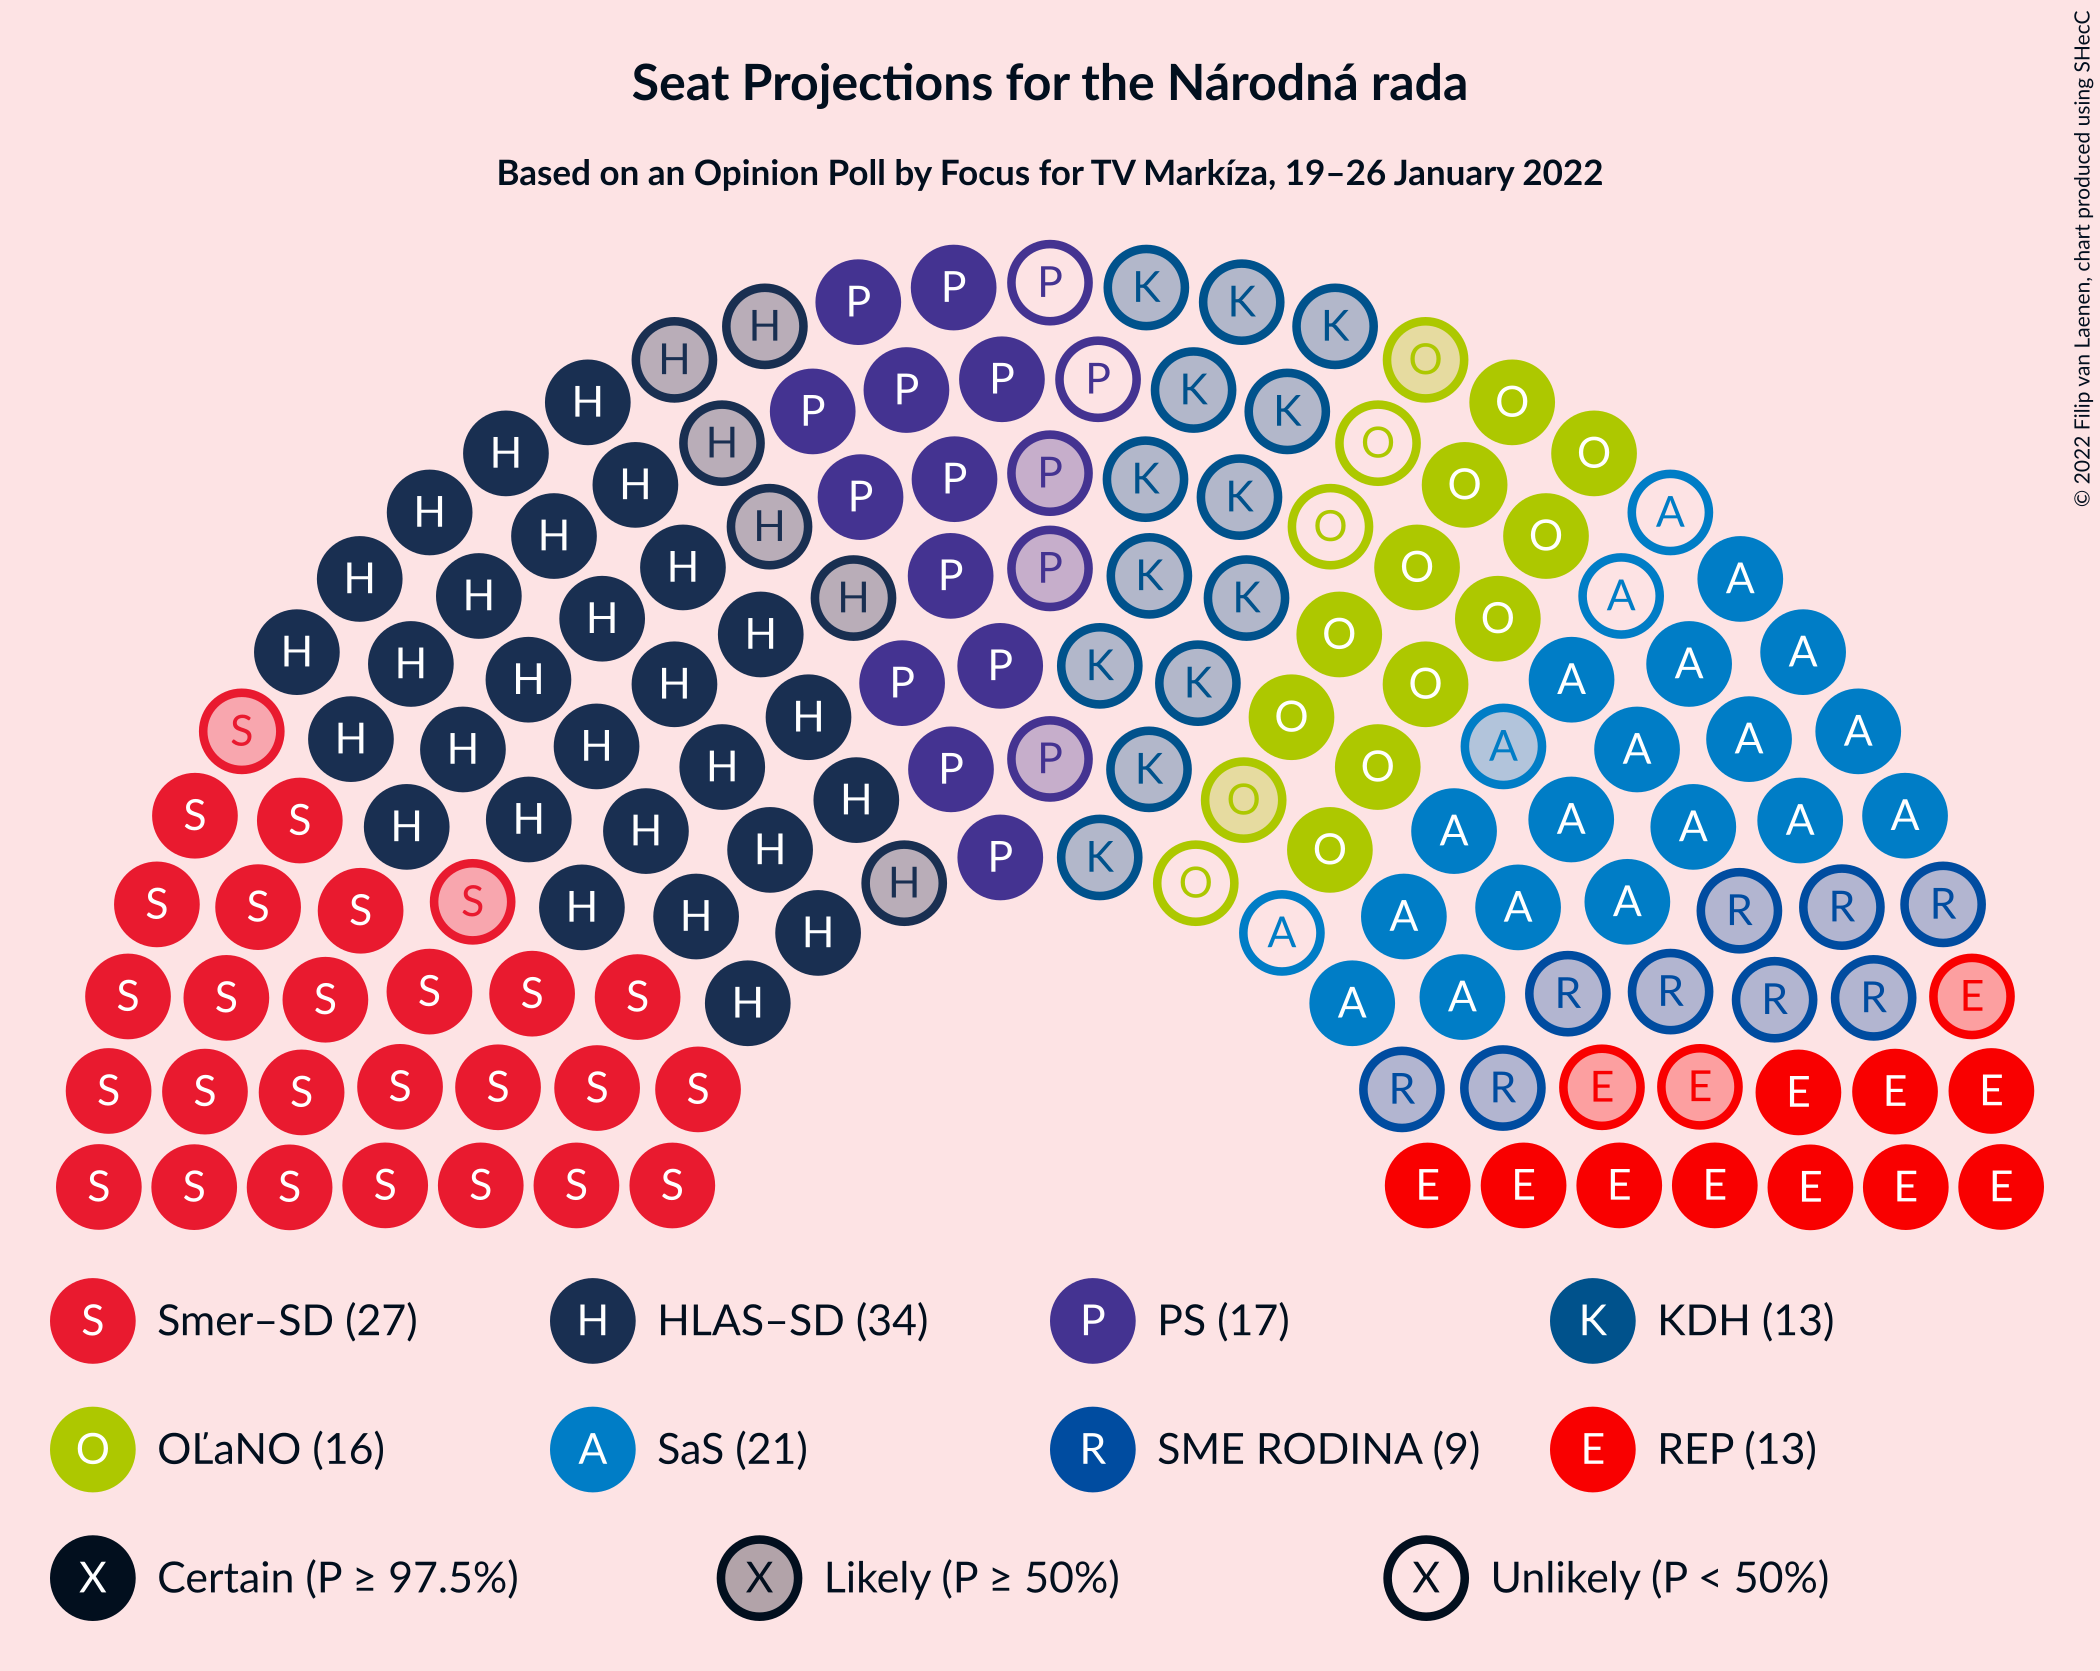 Seat Projections for the Národná rada
Based on an Opinion Poll by Focus for TV Markíza, 19–26 January 2022
© 2022 Filip van Laenen, chart produced using SHecC
P P P K K K
H H O
P P P P K K
H O O
H H O
P P P K K
H H O O
H H O A
P P K K
H H O O
H H H O A A
H H O O
P P K K
H H H H O O A A A
S H H H H O O A A A A
P P K
H H O
S S H H H H O A A A A A
P K
S S S S H H H H O A A A A R R R
S S S S S S H A A R R R R E
S S S S S S S R R E E E E E
S S S S S S S E E E E E E E
S Smer–SD (27) H HLAS–SD (34) P PS (17) K KDH (13)
O OĽaNO (16) A SaS (21) R SME RODINA (9) E REP (13)
X Certain (P ≥ 97.5%) X Likely (P ≥ 50%) X Unlikely (P < 50%)